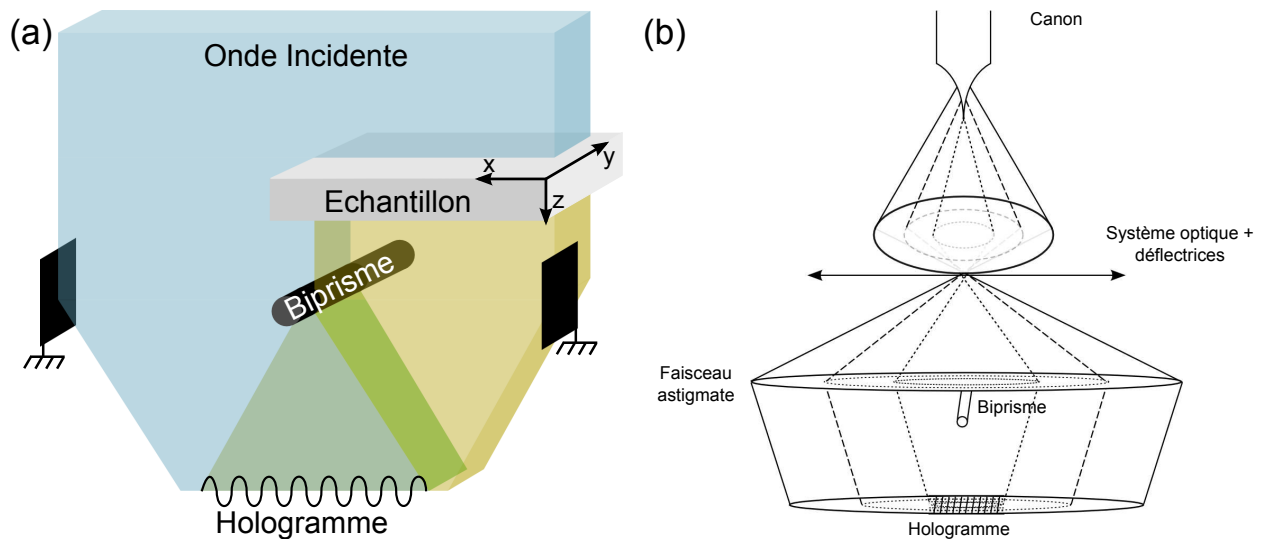 (a)
Onde Incidente
x
y
Echantillon
z
Biprisme
Hologramme
(b)
Canon
Système optique +
déflectrices
Faisceau
astigmate
Biprisme
Hologramme